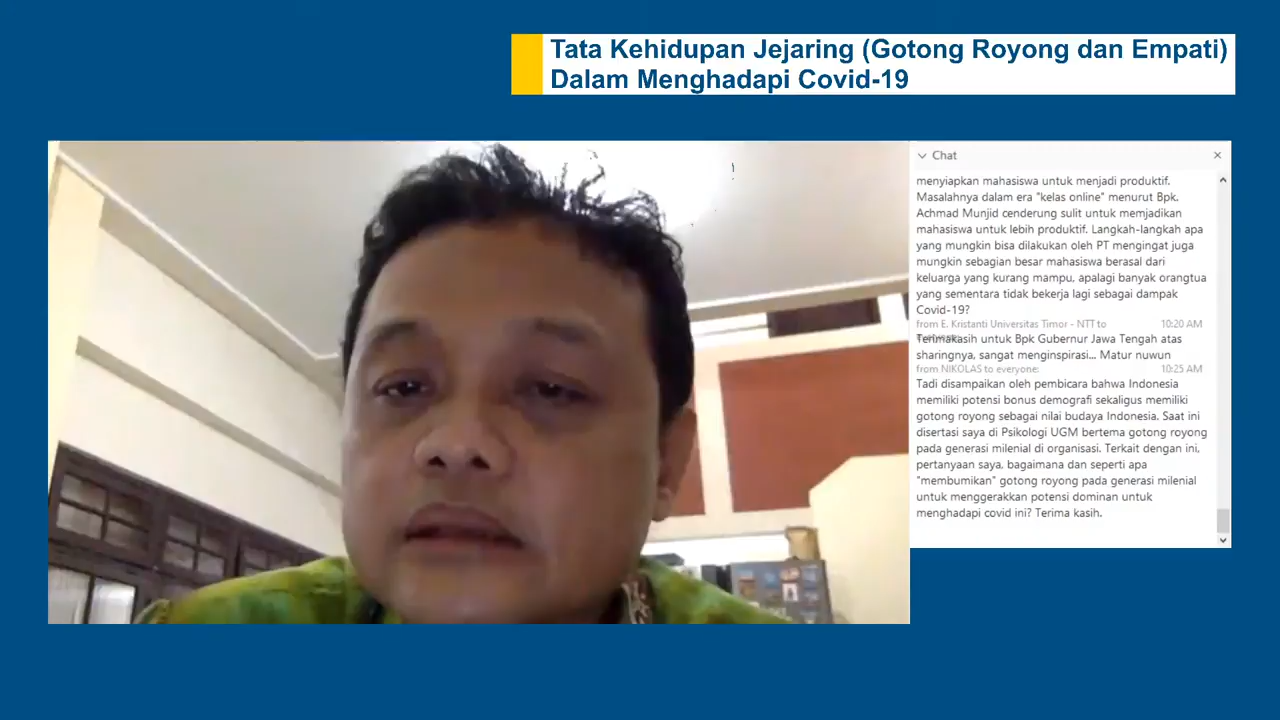 Tata Kehidupan Jejaring (Gotong Royong dan Empati)
Dalam Menghadapi Covid-19
Chat
menyiapkan mahasiswa untuk menjadi produktif.
Masalahnya dalam era "kelas online" menurut Bpk.
Achmad Munjid cenderung sulit untuk memjadikan
mahasiswa untuk lebih produktif. Langkah-langkah apa
yang mungkin bisa dilakukan oleh PT mengingat juga
mungkin sebagian besar mahasiswa berasal dari
keluarga yang kurang mampu, apalagi banyak orangtua
yang sementara tidak bekerja lagi sebagai dampak
Covid-19?
from E. Kristanti Universitas Timor - NTT to 10:20 AM
Terimakasih untuk Bpk Gubernur Jawa Tengah atas
sharingnya, sangat menginspirasi... Matur nuwun
from NIKOLAS to everyone: 10:25 AM
Tadi disampaikan oleh pembicara bahwa Indonesia
memiliki potensi bonus demografi sekaligus memiliki
gotong royong sebagai nilai budaya Indonesia. Saat ini
disertasi saya di Psikologi UGM bertema gotong royong
pada generasi milenial di organisasi. Terkait dengan ini,
pertanyaan saya, bagaimana dan seperti apa
"membumikan" gotong royong pada generasi milenial
untuk menggerakkan potensi dominan untuk
menghadapi covid ini? Terima kasih.